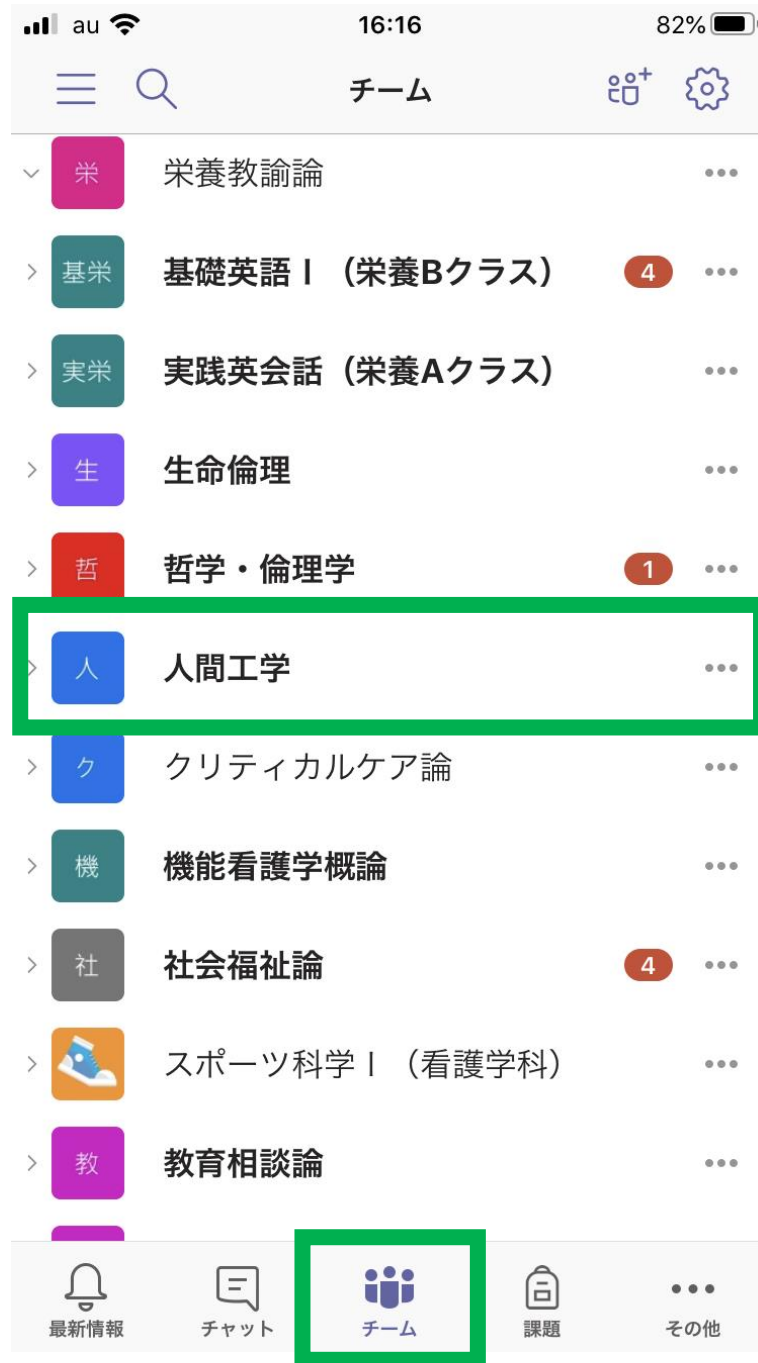 au 16:16 82%
チーム
栄 栄養教諭論
基栄 基礎英語Ⅰ（栄養Bクラス） 4
実栄 実践英会話（栄養Aクラス）
生 生命倫理
哲 哲学・倫理学 1
人 人間工学
ク クリティカルケア論
機 機能看護学概論
社 社会福祉論 4
スポーツ科学Ⅰ（看護学科）
教 教育相談論
最新情報 チャット チーム 課題 その他